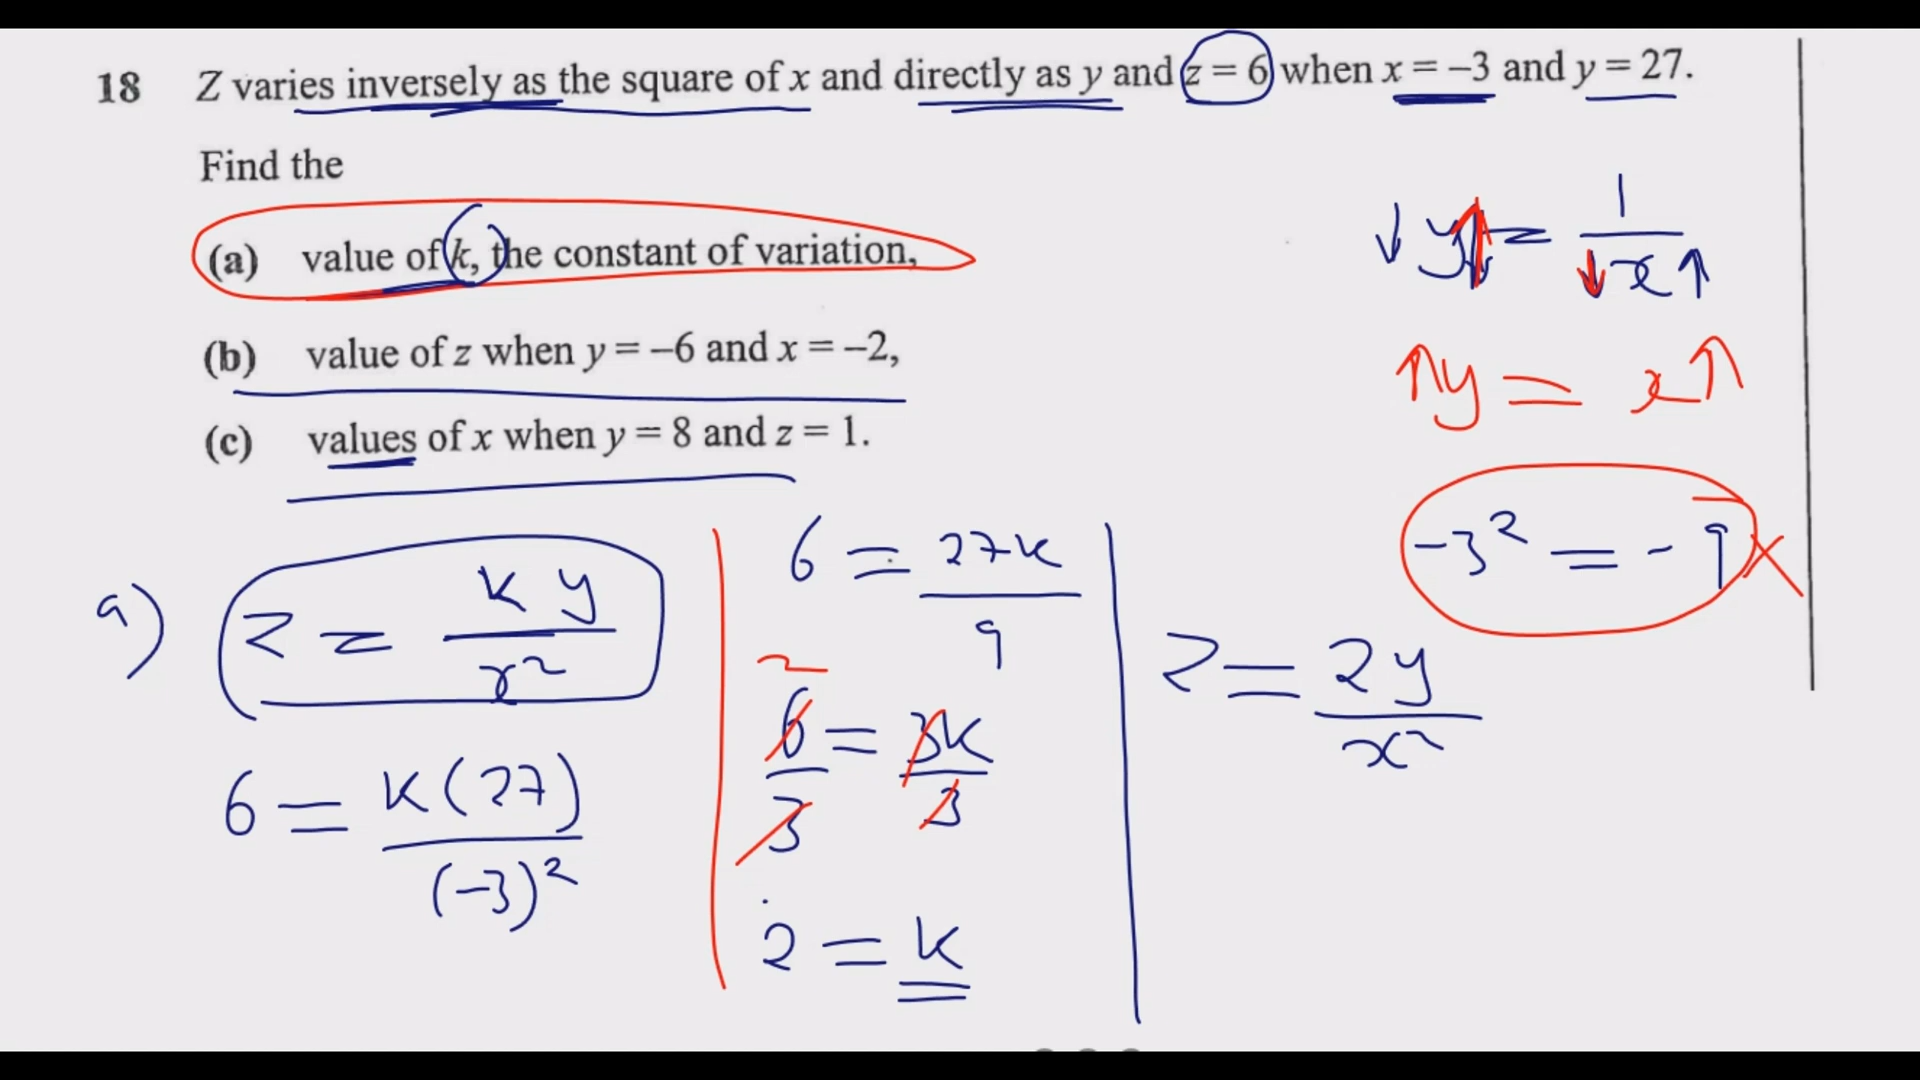 18 Z varies inversely as the square of x and directly as y and z = 6 when x = –3 and y = 27.
Find the
(a) value of k, the constant of variation,
(b) value of z when y = –6 and x = –2,
(c) values of x when y = 8 and z = 1.
↓ y ↑↓ = 1 / ↓ x ↑
↑ y = x ↑
-3² = -9 ×
a) z = k y / x²
6 = k(27) / (-3)²
6 = 27k / 9
2
6/3 = 3k/3
2 = k
z = 2y / x²